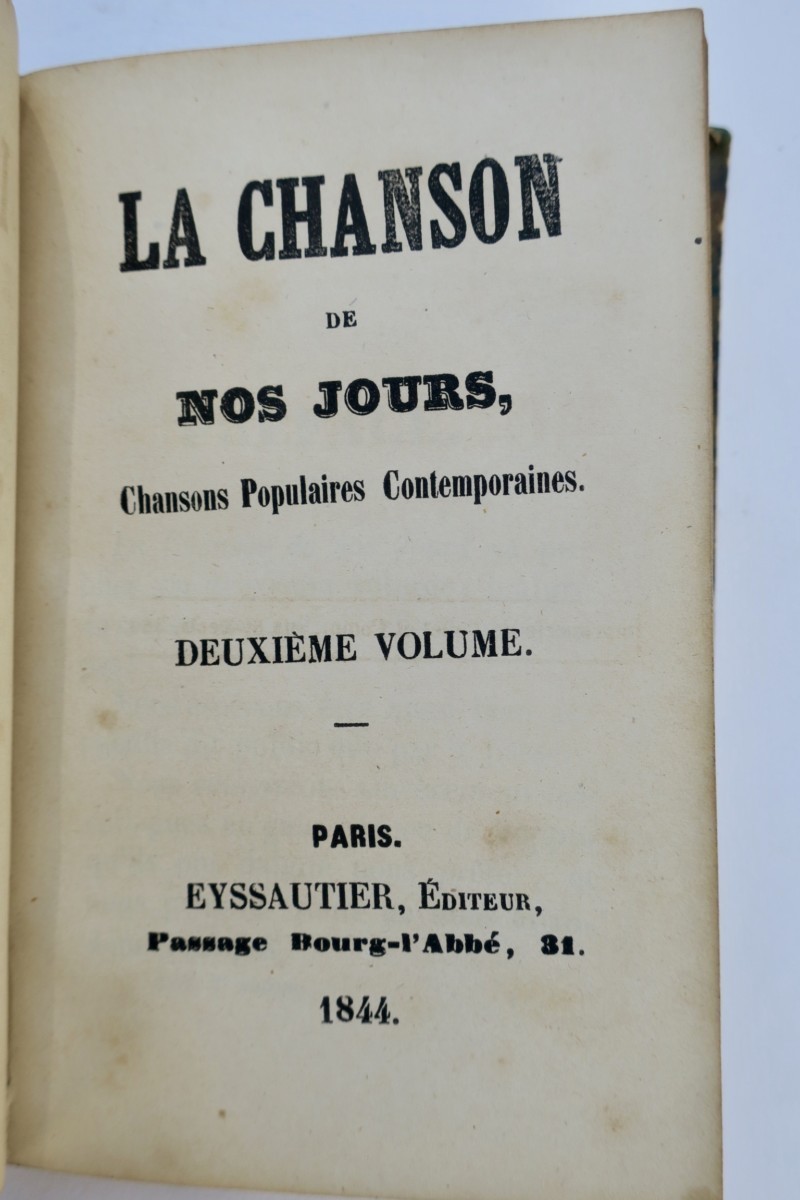 LA CHANSON
DE
NOS JOURS,
Chansons Populaires Contemporaines.
DEUXIÈME VOLUME.
PARIS.
EYSSAUTIER, ÉDITEUR,
Passage Bourg-l'Abbé, 31.
1844.